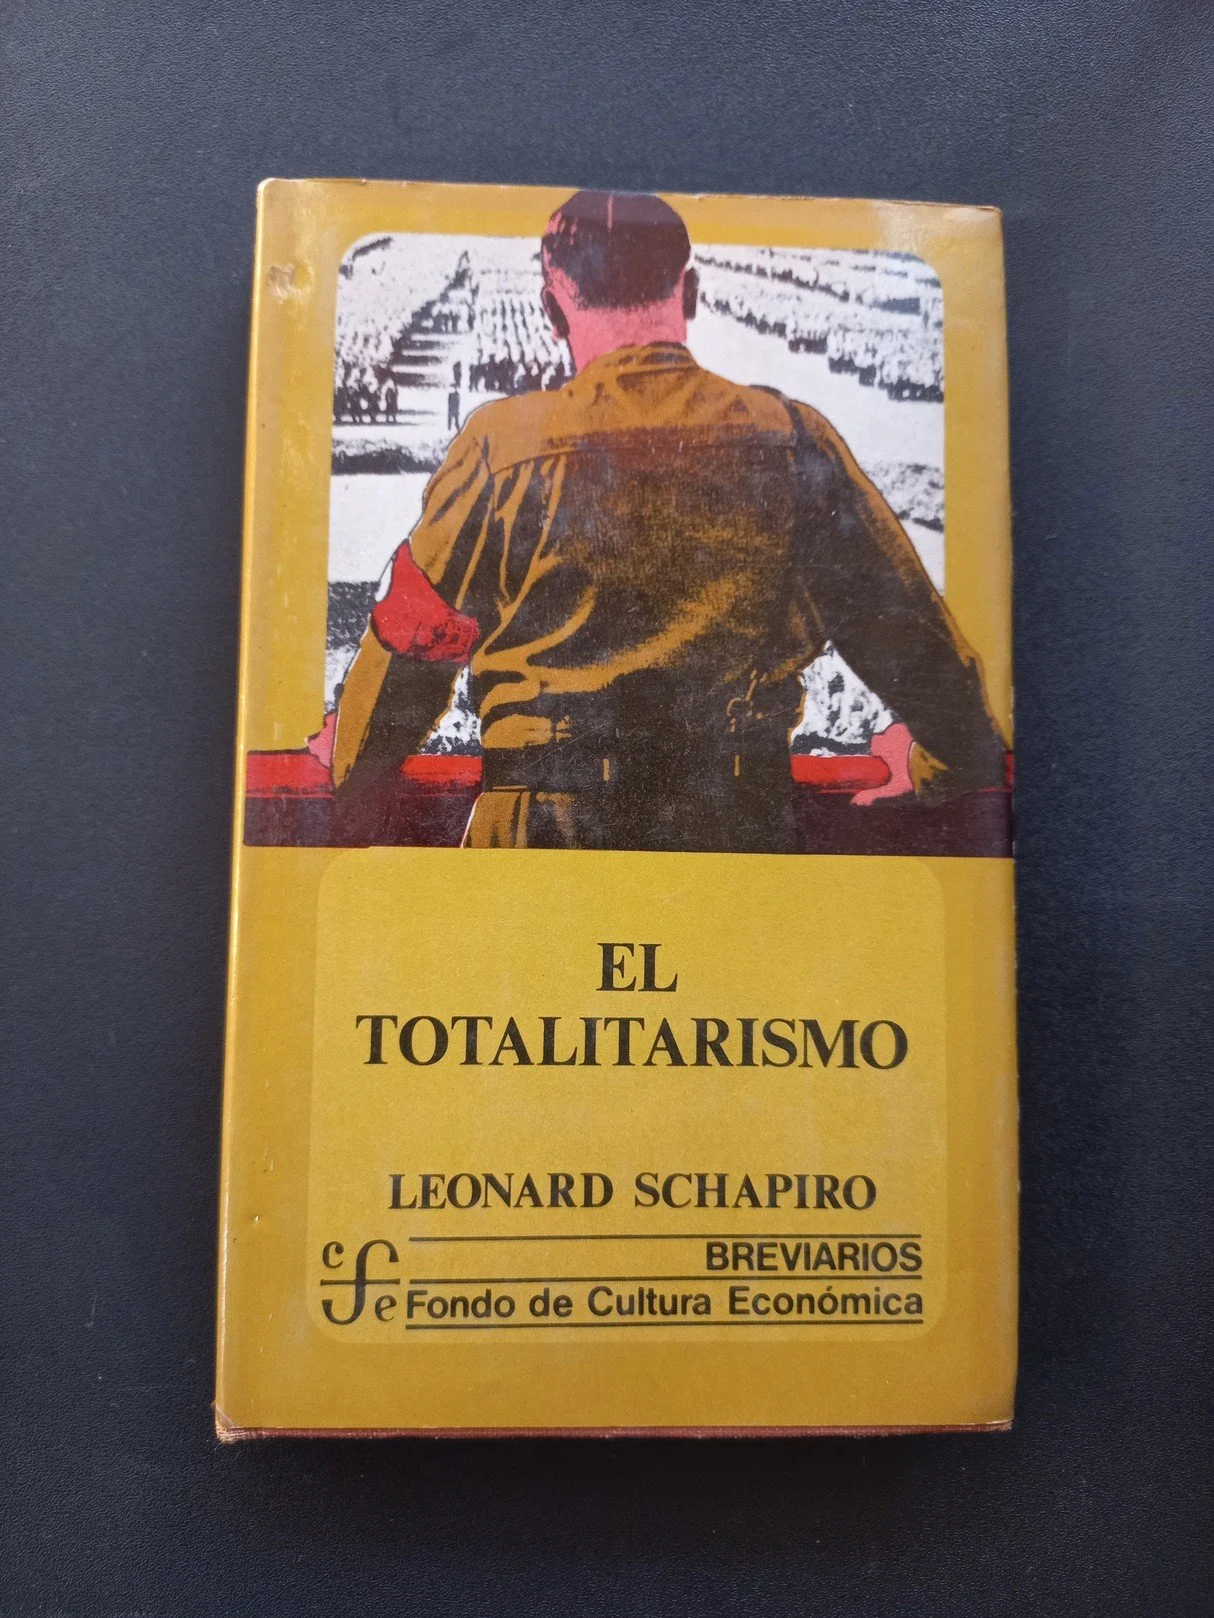 EL
TOTALITARISMO
LEONARD SCHAPIRO
cfe
BREVIARIOS
Fondo de Cultura Económica